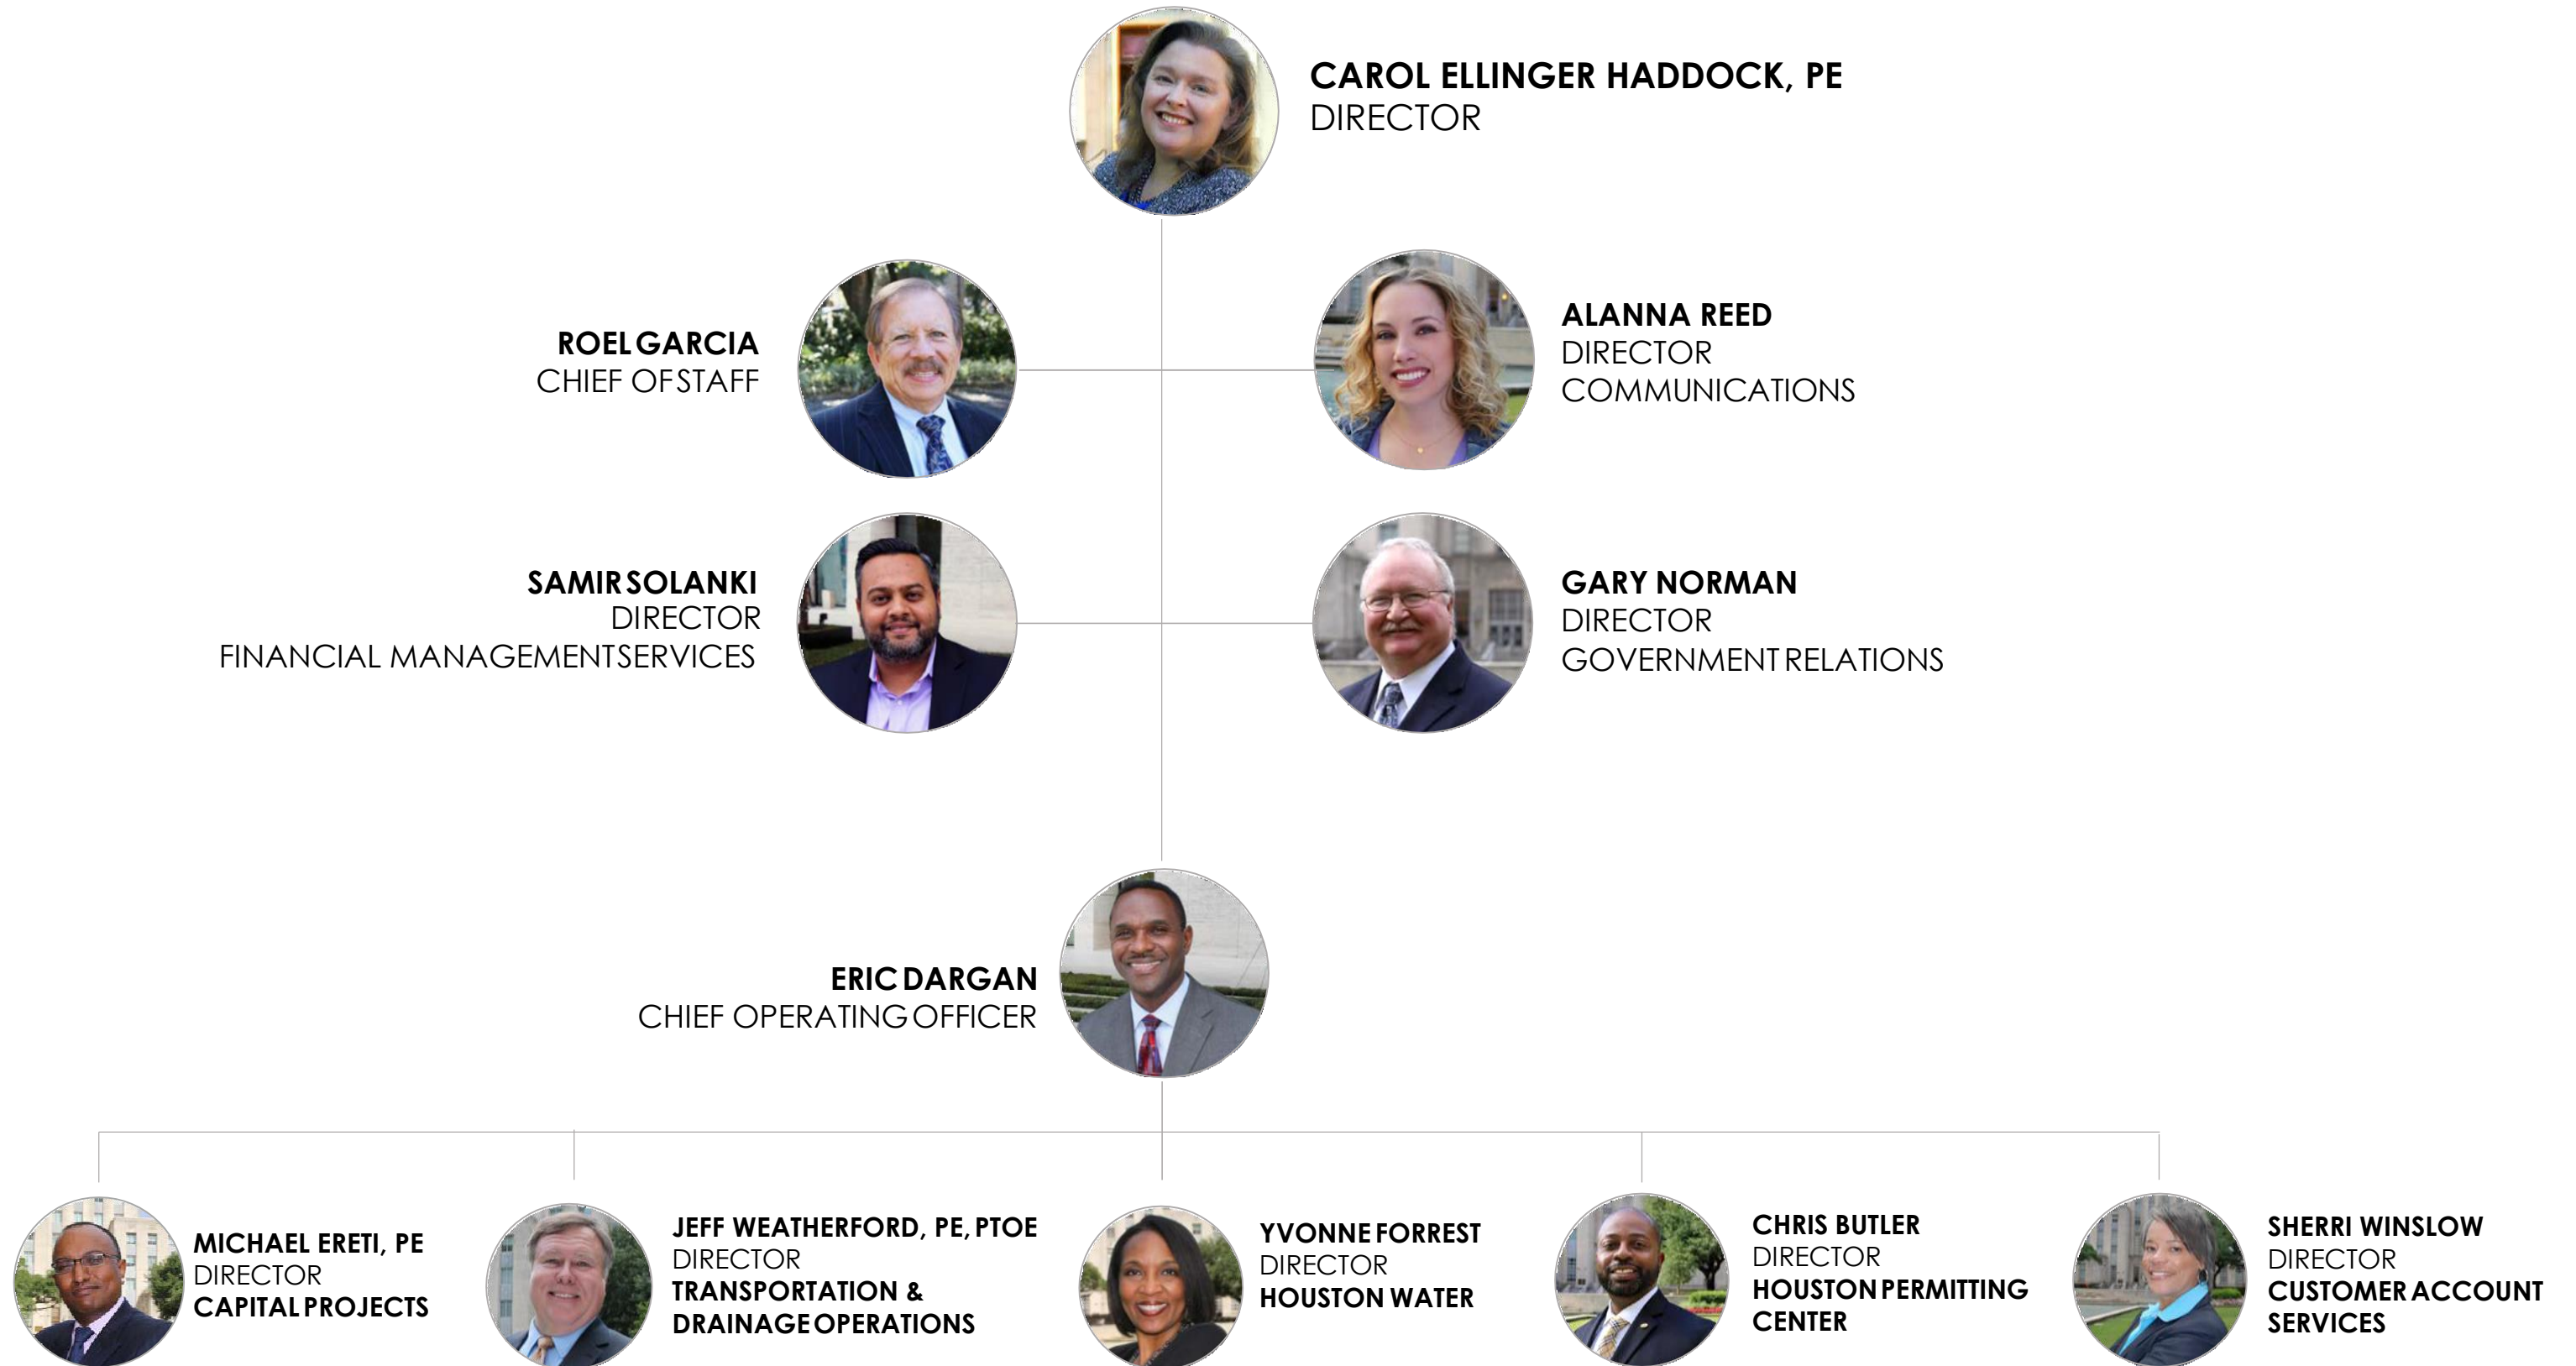 CAROL ELLINGER HADDOCK, PE
DIRECTOR
ROEL GARCIA
CHIEF OF STAFF
ALANNA REED
DIRECTOR
COMMUNICATIONS
SAMIR SOLANKI
DIRECTOR
FINANCIAL MANAGEMENT SERVICES
GARY NORMAN
DIRECTOR
GOVERNMENT RELATIONS
ERIC DARGAN
CHIEF OPERATING OFFICER
MICHAEL ERETI, PE
DIRECTOR
CAPITAL PROJECTS
JEFF WEATHERFORD, PE, PTOE
DIRECTOR
TRANSPORTATION &
DRAINAGE OPERATIONS
YVONNE FORREST
DIRECTOR
HOUSTON WATER
CHRIS BUTLER
DIRECTOR
HOUSTON PERMITTING
CENTER
SHERRI WINSLOW
DIRECTOR
CUSTOMER ACCOUNT
SERVICES